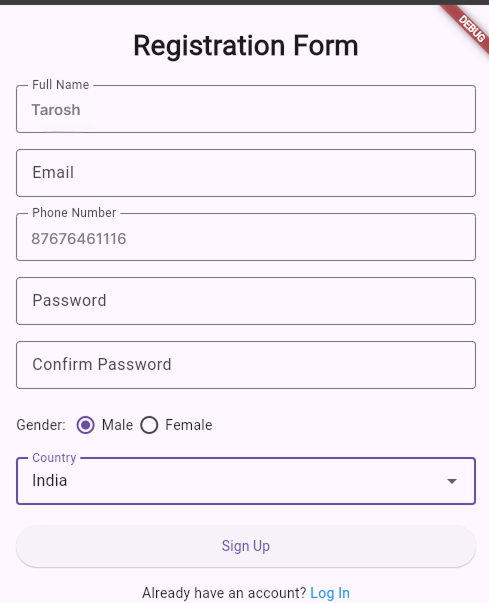 DEBUG
Registration Form
Full Name
Tarosh
Email
Phone Number
87676461116
Password
Confirm Password
Gender: Male Female
Country
India
Sign Up
Already have an account? Log In